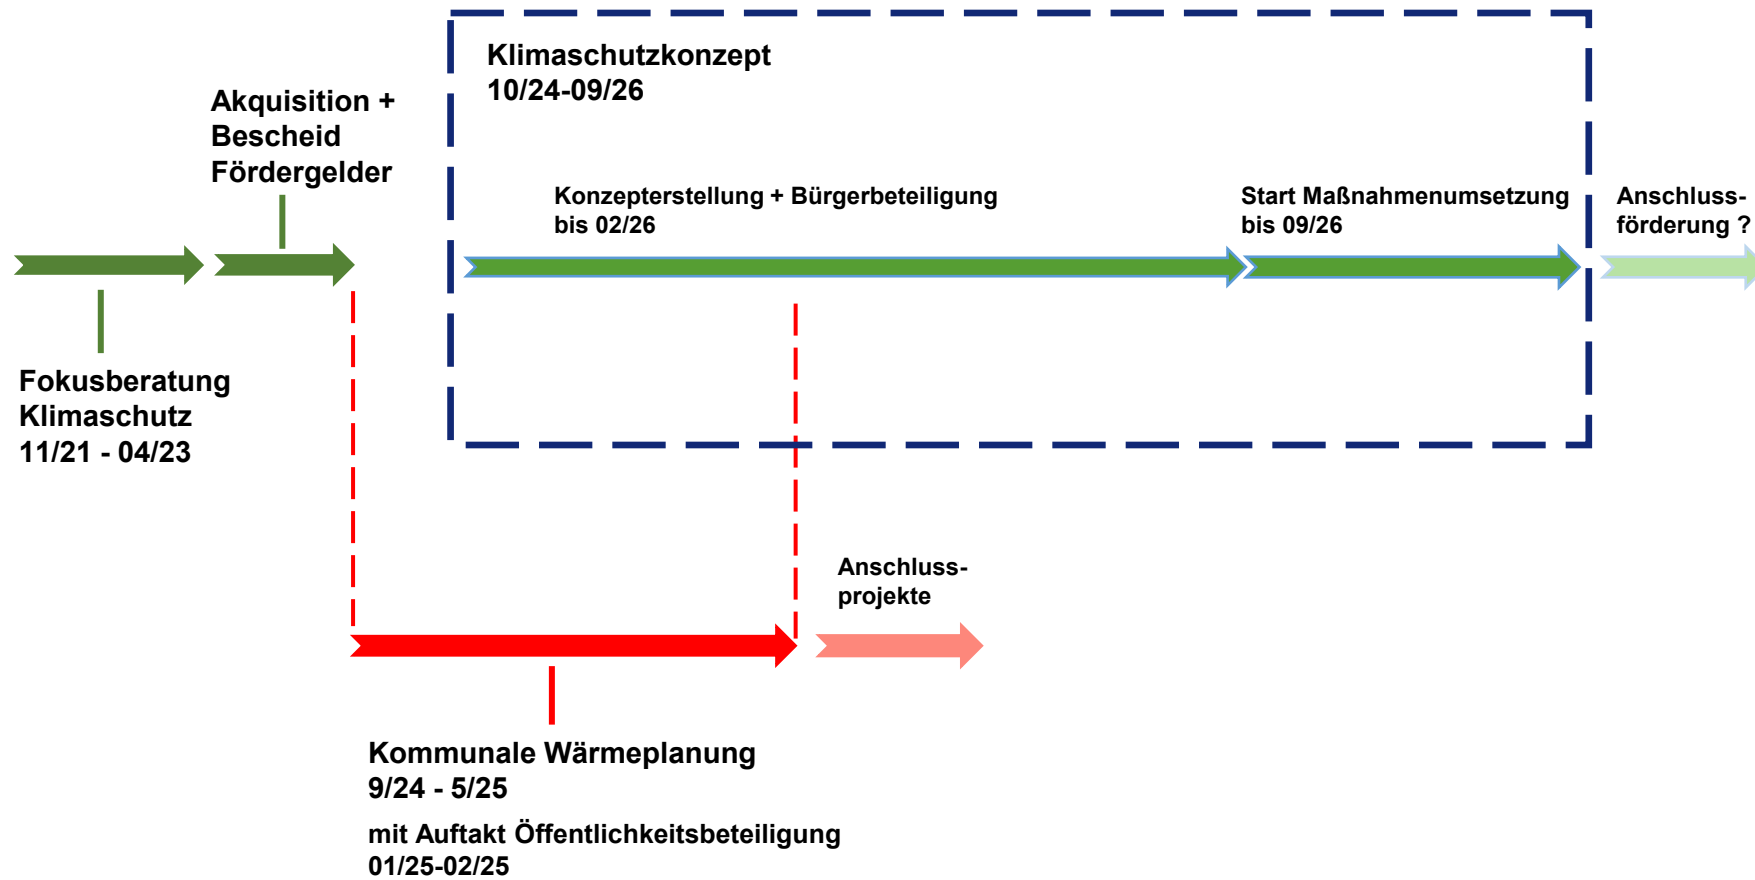 Klimaschutzkonzept
10/24-09/26
Akquisition +
Bescheid
Fördergelder
Konzepterstellung + Bürgerbeteiligung
bis 02/26
Start Maßnahmenumsetzung
bis 09/26
Anschluss-
förderung ?
Fokusberatung
Klimaschutz
11/21 - 04/23
Anschluss-
projekte
Kommunale Wärmeplanung
9/24 - 5/25
mit Auftakt Öffentlichkeitsbeteiligung
01/25-02/25